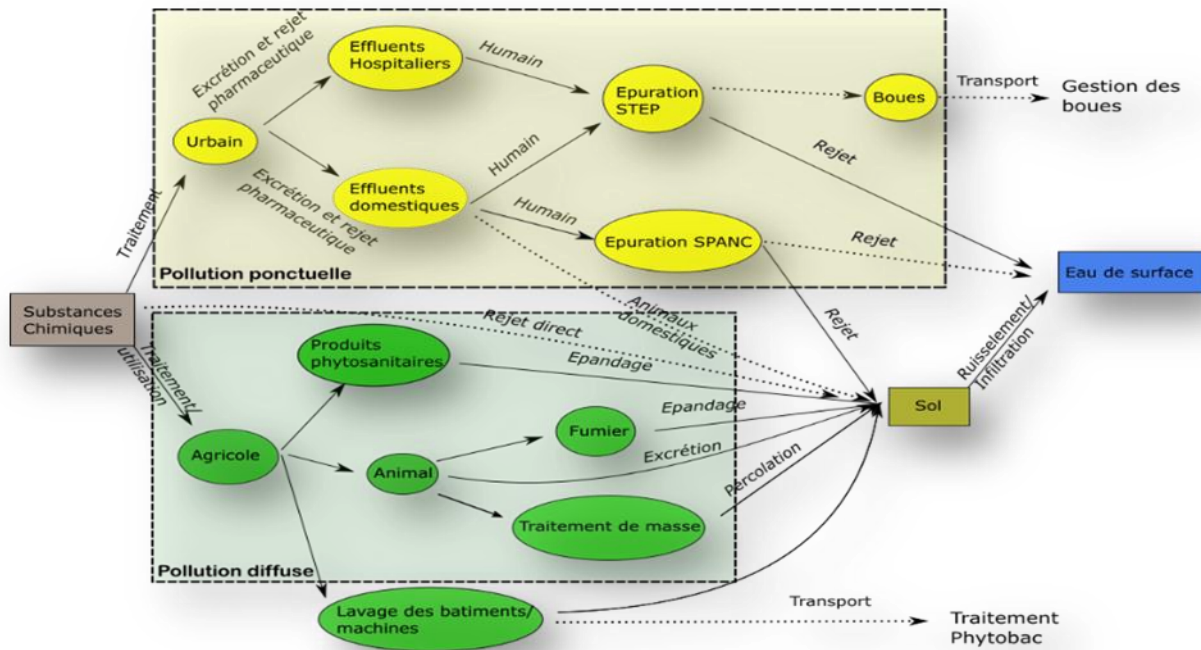 Excrétion et rejet
pharmaceutique
Effluents
Hospitaliers
Humain
Epuration
STEP
Boues
Transport
Gestion des
boues
Urbain
Humain
Rejet
Excrétion et rejet
pharmaceutique
Effluents
domestiques
Humain
Epuration SPANC
Rejet
Traitement
Pollution ponctuelle
Eau de surface
Substances
Chimiques
Animaux
domestiques
Rejet direct
Rejet
Ruisselement/
Infiltration
Traitement/
utilisation
Produits
phytosanitaires
Epandage
Sol
Agricole
Animal
Fumier
Epandage
Excrétion
Percolation
Traitement de masse
Pollution diffuse
Lavage des batiments/
machines
Transport
Traitement
Phytobac